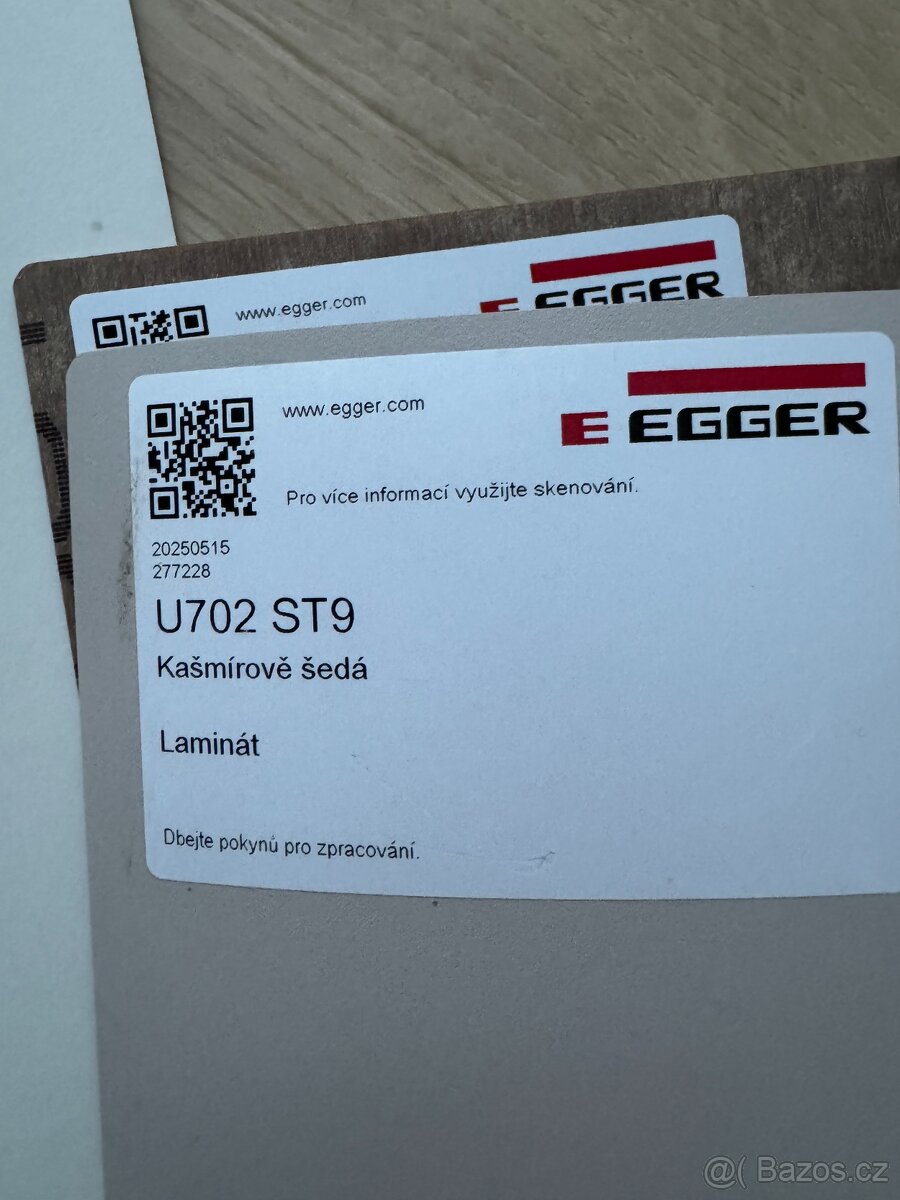 www.egger.com
E EGGER
www.egger.com
E EGGER
Pro více informací využijte skenování.
20250515
277228
U702 ST9
Kašmírově šedá
Laminát
Dbejte pokynů pro zpracování.
@( Bazos.cz